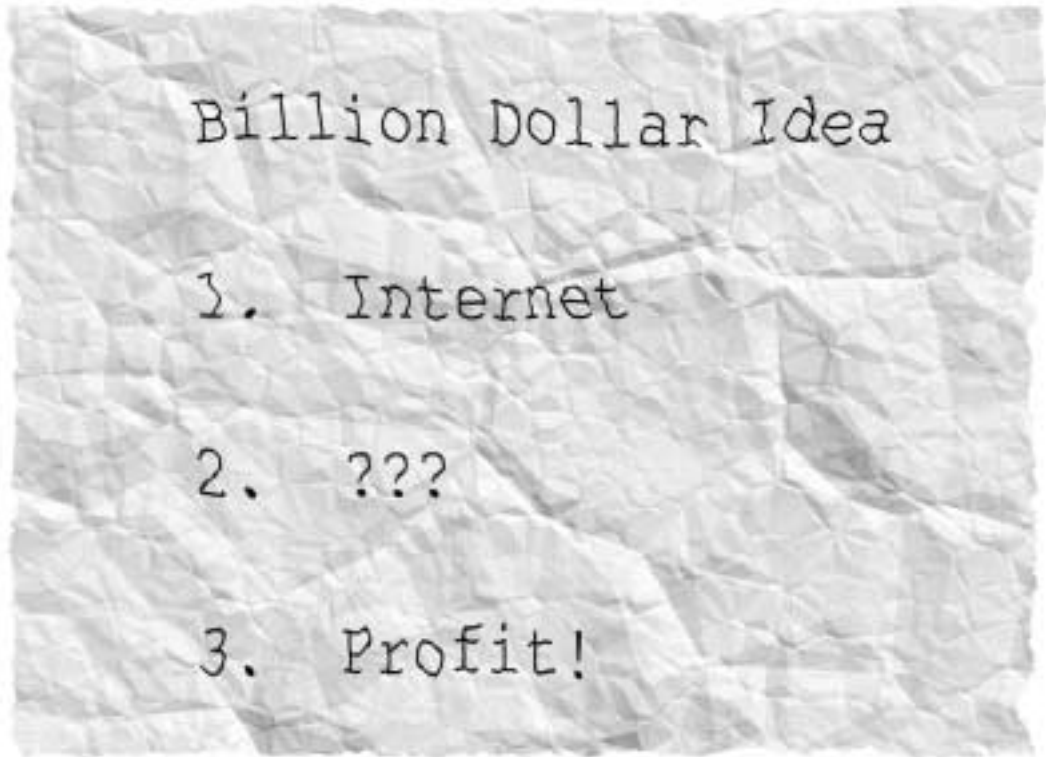 Billion Dollar Idea
1. Internet
2. ???
3. Profit!